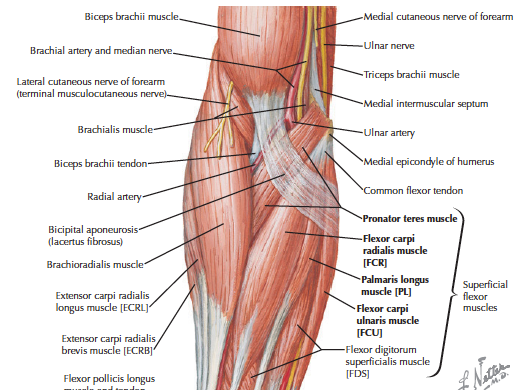 Biceps brachii muscle
Brachial artery and median nerve
Lateral cutaneous nerve of forearm
(terminal musculocutaneous nerve)
Brachialis muscle
Biceps brachii tendon
Radial artery
Bicipital aponeurosis
(lacertus fibrosus)
Brachioradialis muscle
Extensor carpi radialis
longus muscle [ECRL]
Extensor carpi radialis
brevis muscle [ECRB]
Flexor pollicis longus
muscle and tendon
Medial cutaneous nerve of forearm
Ulnar nerve
Triceps brachii muscle
Medial intermuscular septum
Ulnar artery
Medial epicondyle of humerus
Common flexor tendon
Pronator teres muscle
Flexor carpi
radialis muscle
[FCR]
Palmaris longus
muscle [PL]
Flexor carpi
ulnaris muscle
[FCU]
Flexor digitorum
superficialis muscle
[FDS]
Superficial
flexor
muscles
F. Netter
M.D.